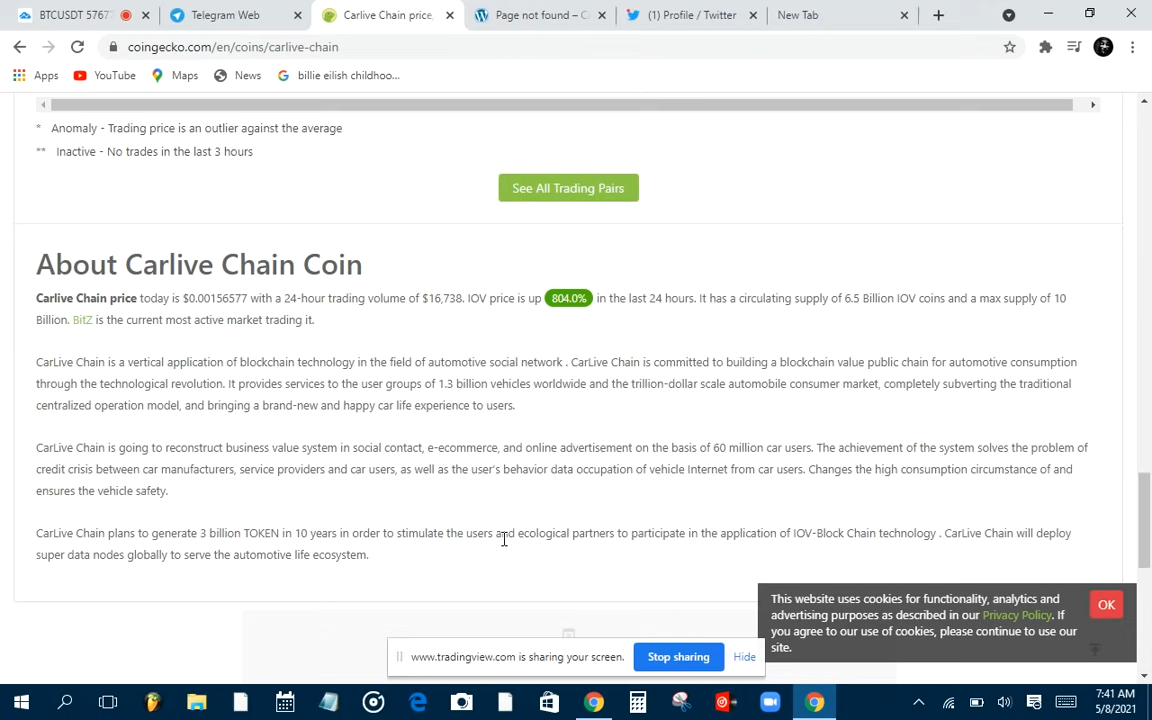 BTCUSDT 5767
Telegram Web
Carlive Chain price,
Page not found – C
(1) Profile / Twitter
New Tab
coingecko.com/en/coins/carlive-chain
Apps
YouTube
Maps
News
billie eilish childhoo...
* Anomaly - Trading price is an outlier against the average
** Inactive - No trades in the last 3 hours
See All Trading Pairs
About Carlive Chain Coin
Carlive Chain price today is $0.00156577 with a 24-hour trading volume of $16,738. IOV price is up 804.0% in the last 24 hours. It has a circulating supply of 6.5 Billion IOV coins and a max supply of 10
Billion. BitZ is the current most active market trading it.
CarLive Chain is a vertical application of blockchain technology in the field of automotive social network . CarLive Chain is committed to building a blockchain value public chain for automotive consumption
through the technological revolution. It provides services to the user groups of 1.3 billion vehicles worldwide and the trillion-dollar scale automobile consumer market, completely subverting the traditional
centralized operation model, and bringing a brand-new and happy car life experience to users.
CarLive Chain is going to reconstruct business value system in social contact, e-ecommerce, and online advertisement on the basis of 60 million car users. The achievement of the system solves the problem of
credit crisis between car manufacturers, service providers and car users, as well as the user's behavior data occupation of vehicle Internet from car users. Changes the high consumption circumstance of and
ensures the vehicle safety.
CarLive Chain plans to generate 3 billion TOKEN in 10 years in order to stimulate the users and ecological partners to participate in the application of IOV-Block Chain technology . CarLive Chain will deploy
super data nodes globally to serve the automotive life ecosystem.
This website uses cookies for functionality, analytics and
advertising purposes as described in our Privacy Policy. If
you agree to our use of cookies, please continue to use our
site.
OK
www.tradingview.com is sharing your screen.
Stop sharing
Hide
7:41 AM
5/8/2021